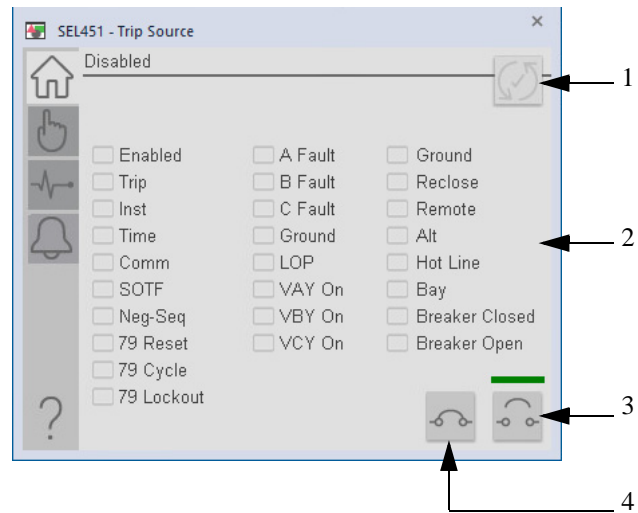 SEL451 - Trip Source
×
Disabled
1
Enabled
A Fault
Ground
Trip
B Fault
Reclose
Inst
C Fault
Remote
Time
Ground
Alt
2
Comm
LOP
Hot Line
SOTF
VAY On
Bay
Neg-Seq
VBY On
Breaker Closed
79 Reset
VCY On
Breaker Open
79 Cycle
79 Lockout
?
3
4